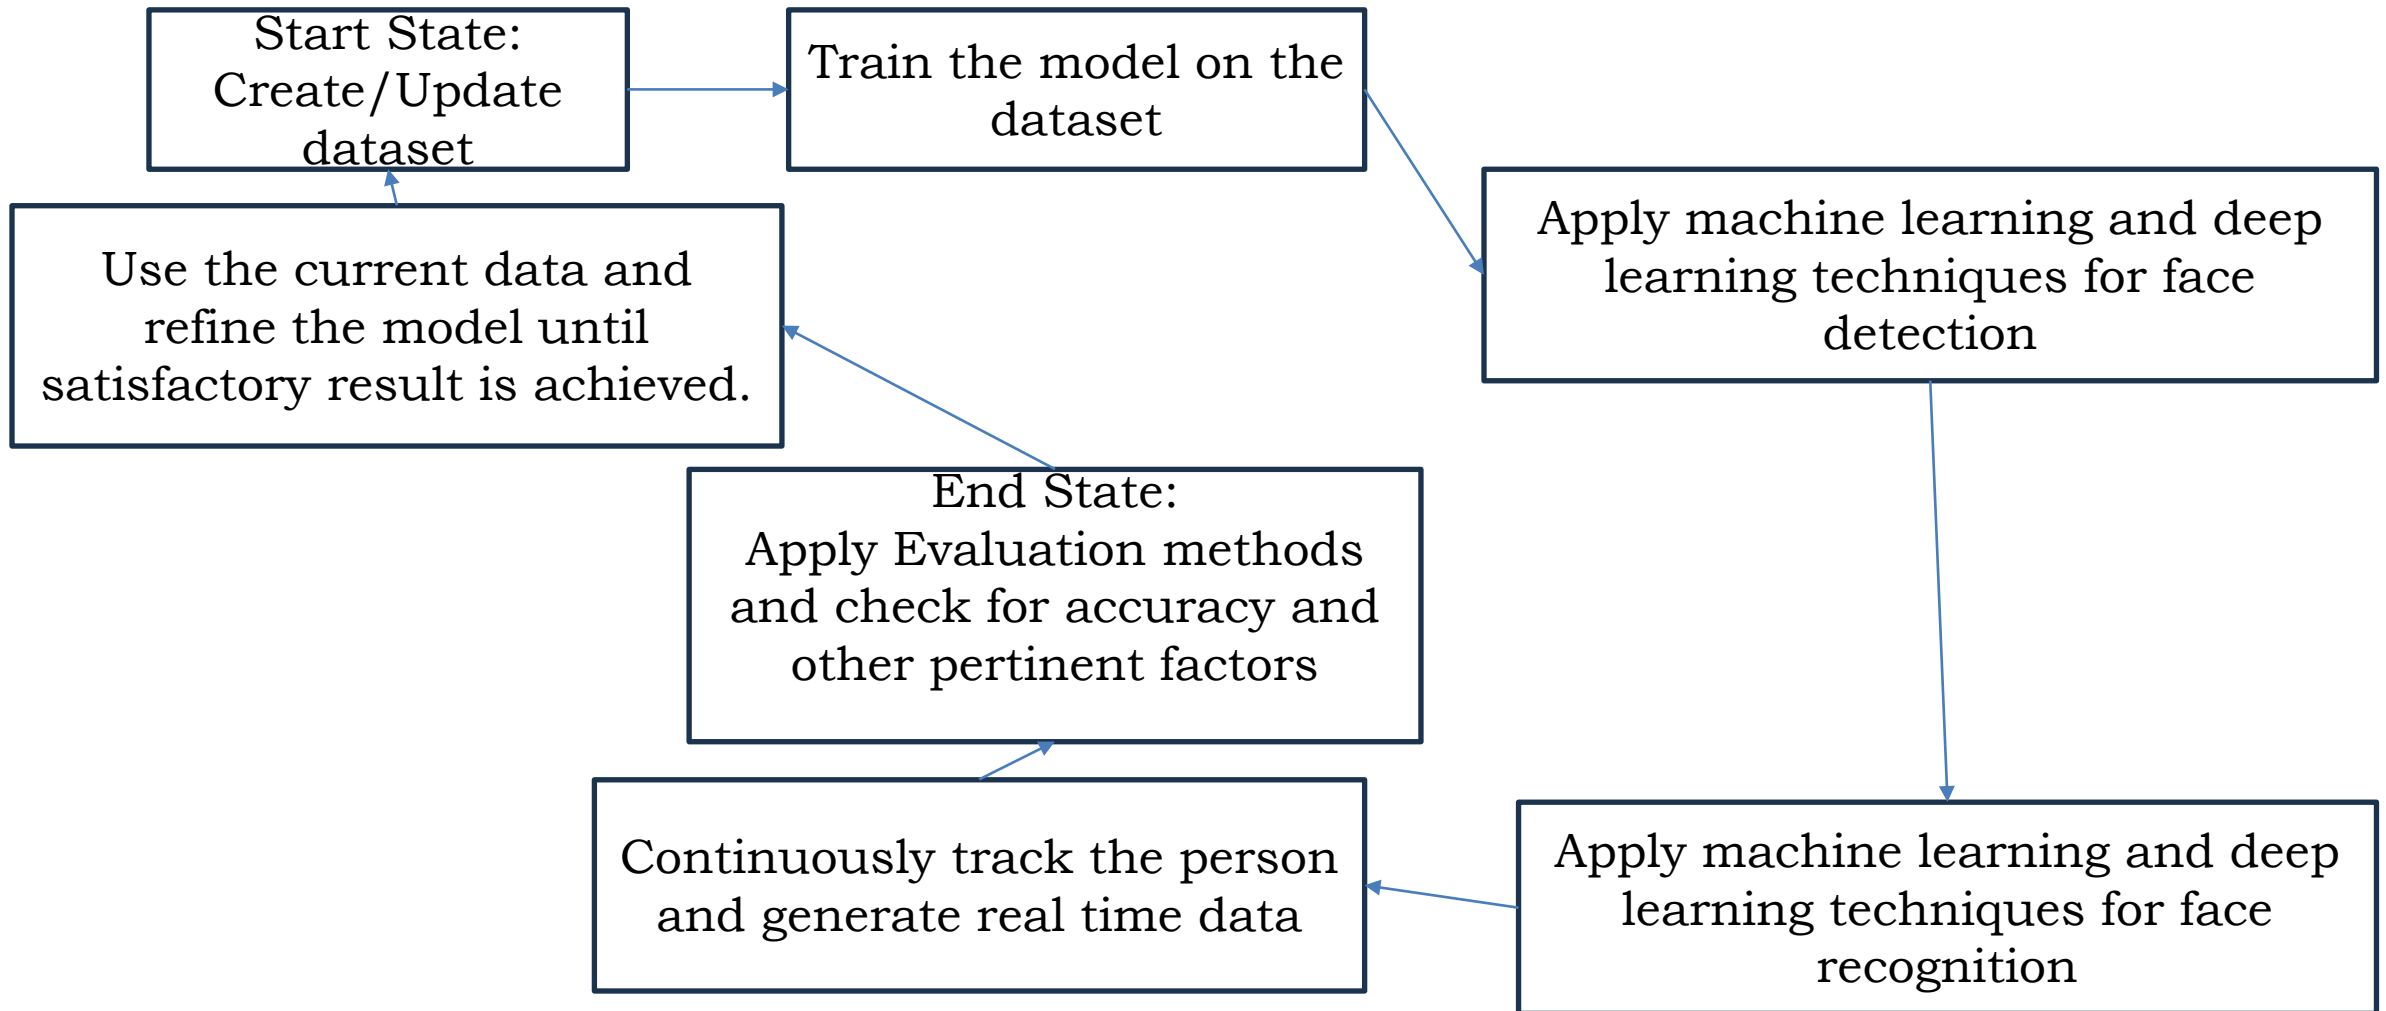 Start State:
Create/Update
dataset
Train the model on the
dataset
Apply machine learning and deep
learning techniques for face
detection
Use the current data and
refine the model until
satisfactory result is achieved.
End State:
Apply Evaluation methods
and check for accuracy and
other pertinent factors
Continuously track the person
and generate real time data
Apply machine learning and deep
learning techniques for face
recognition